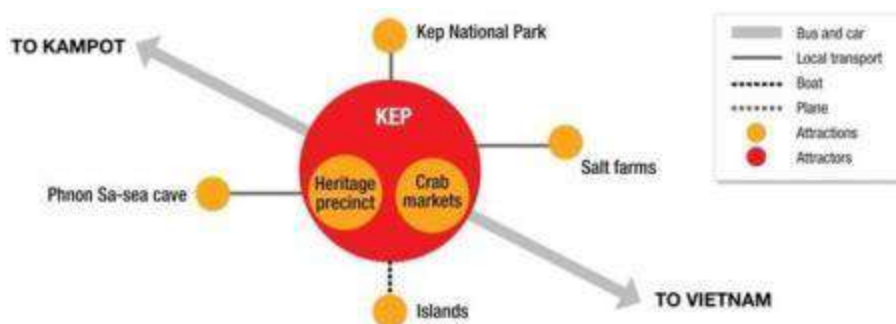 Kep National Park
TO KAMPOT
KEP
Salt farms
Phnon Sa-sea cave
Heritage
precinct
Crab
markets
Islands
TO VIETNAM
Bus and car
Local transport
Boat
Plane
Attractions
Attractors